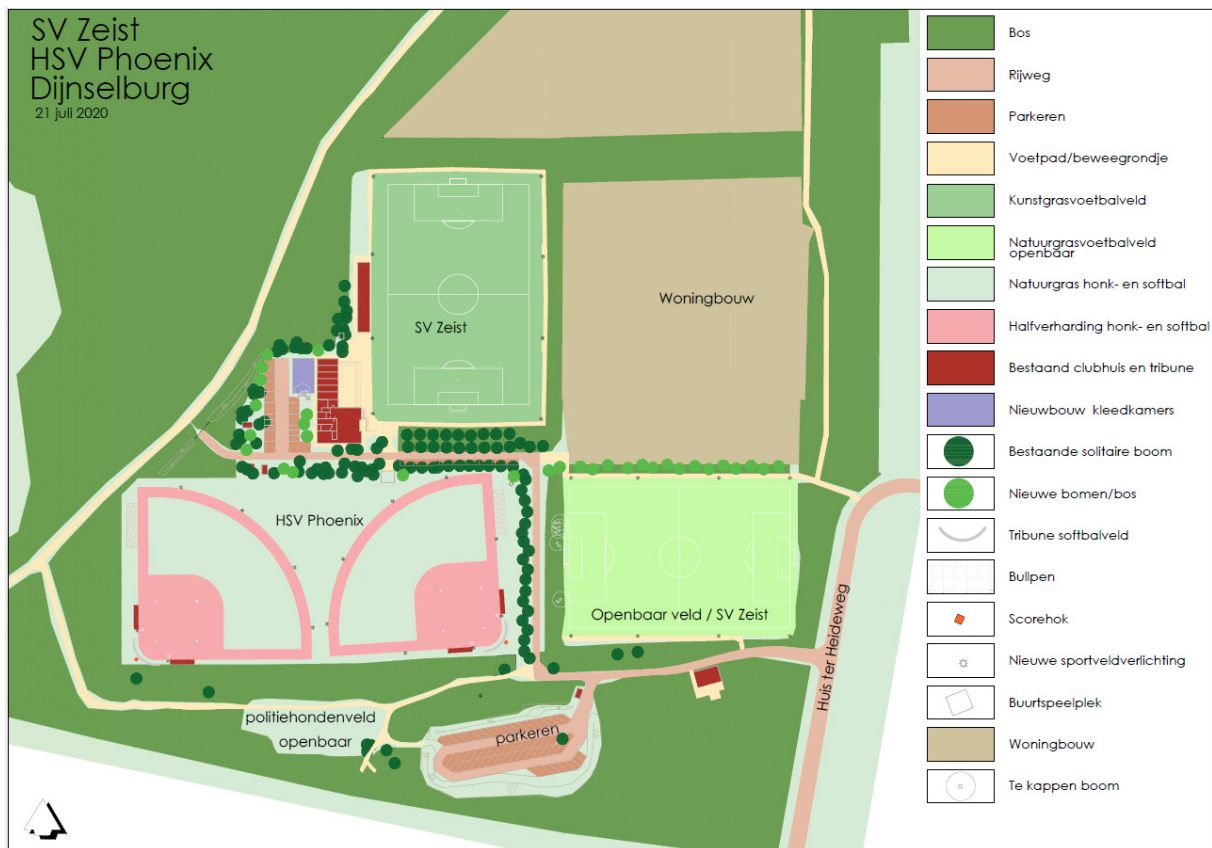 SV Zeist
HSV Phoenix
Dijnselburg
21 juli 2020
Woningbouw
SV Zeist
HSV Phoenix
Openbaar veld / SV Zeist
Huis ter Heideweg
politiehondenveld
openbaar
parkeren
Bos
Rijweg
Parkeren
Voetpad/beweegrondje
Kunstgrasvoetbalveld
Natuurgrasvoetbalveld
openbaar
Natuurgras honk- en softbal
Halfverharding honk- en softbal
Bestaand clubhuis en tribune
Nieuwbouw kleedkamers
Bestaande solitaire boom
Nieuwe bomen/bos
Tribune softbalveld
Bullpen
Scorehok
Nieuwe sportveldverlichting
Buurtspeelplek
Woningbouw
Te kappen boom